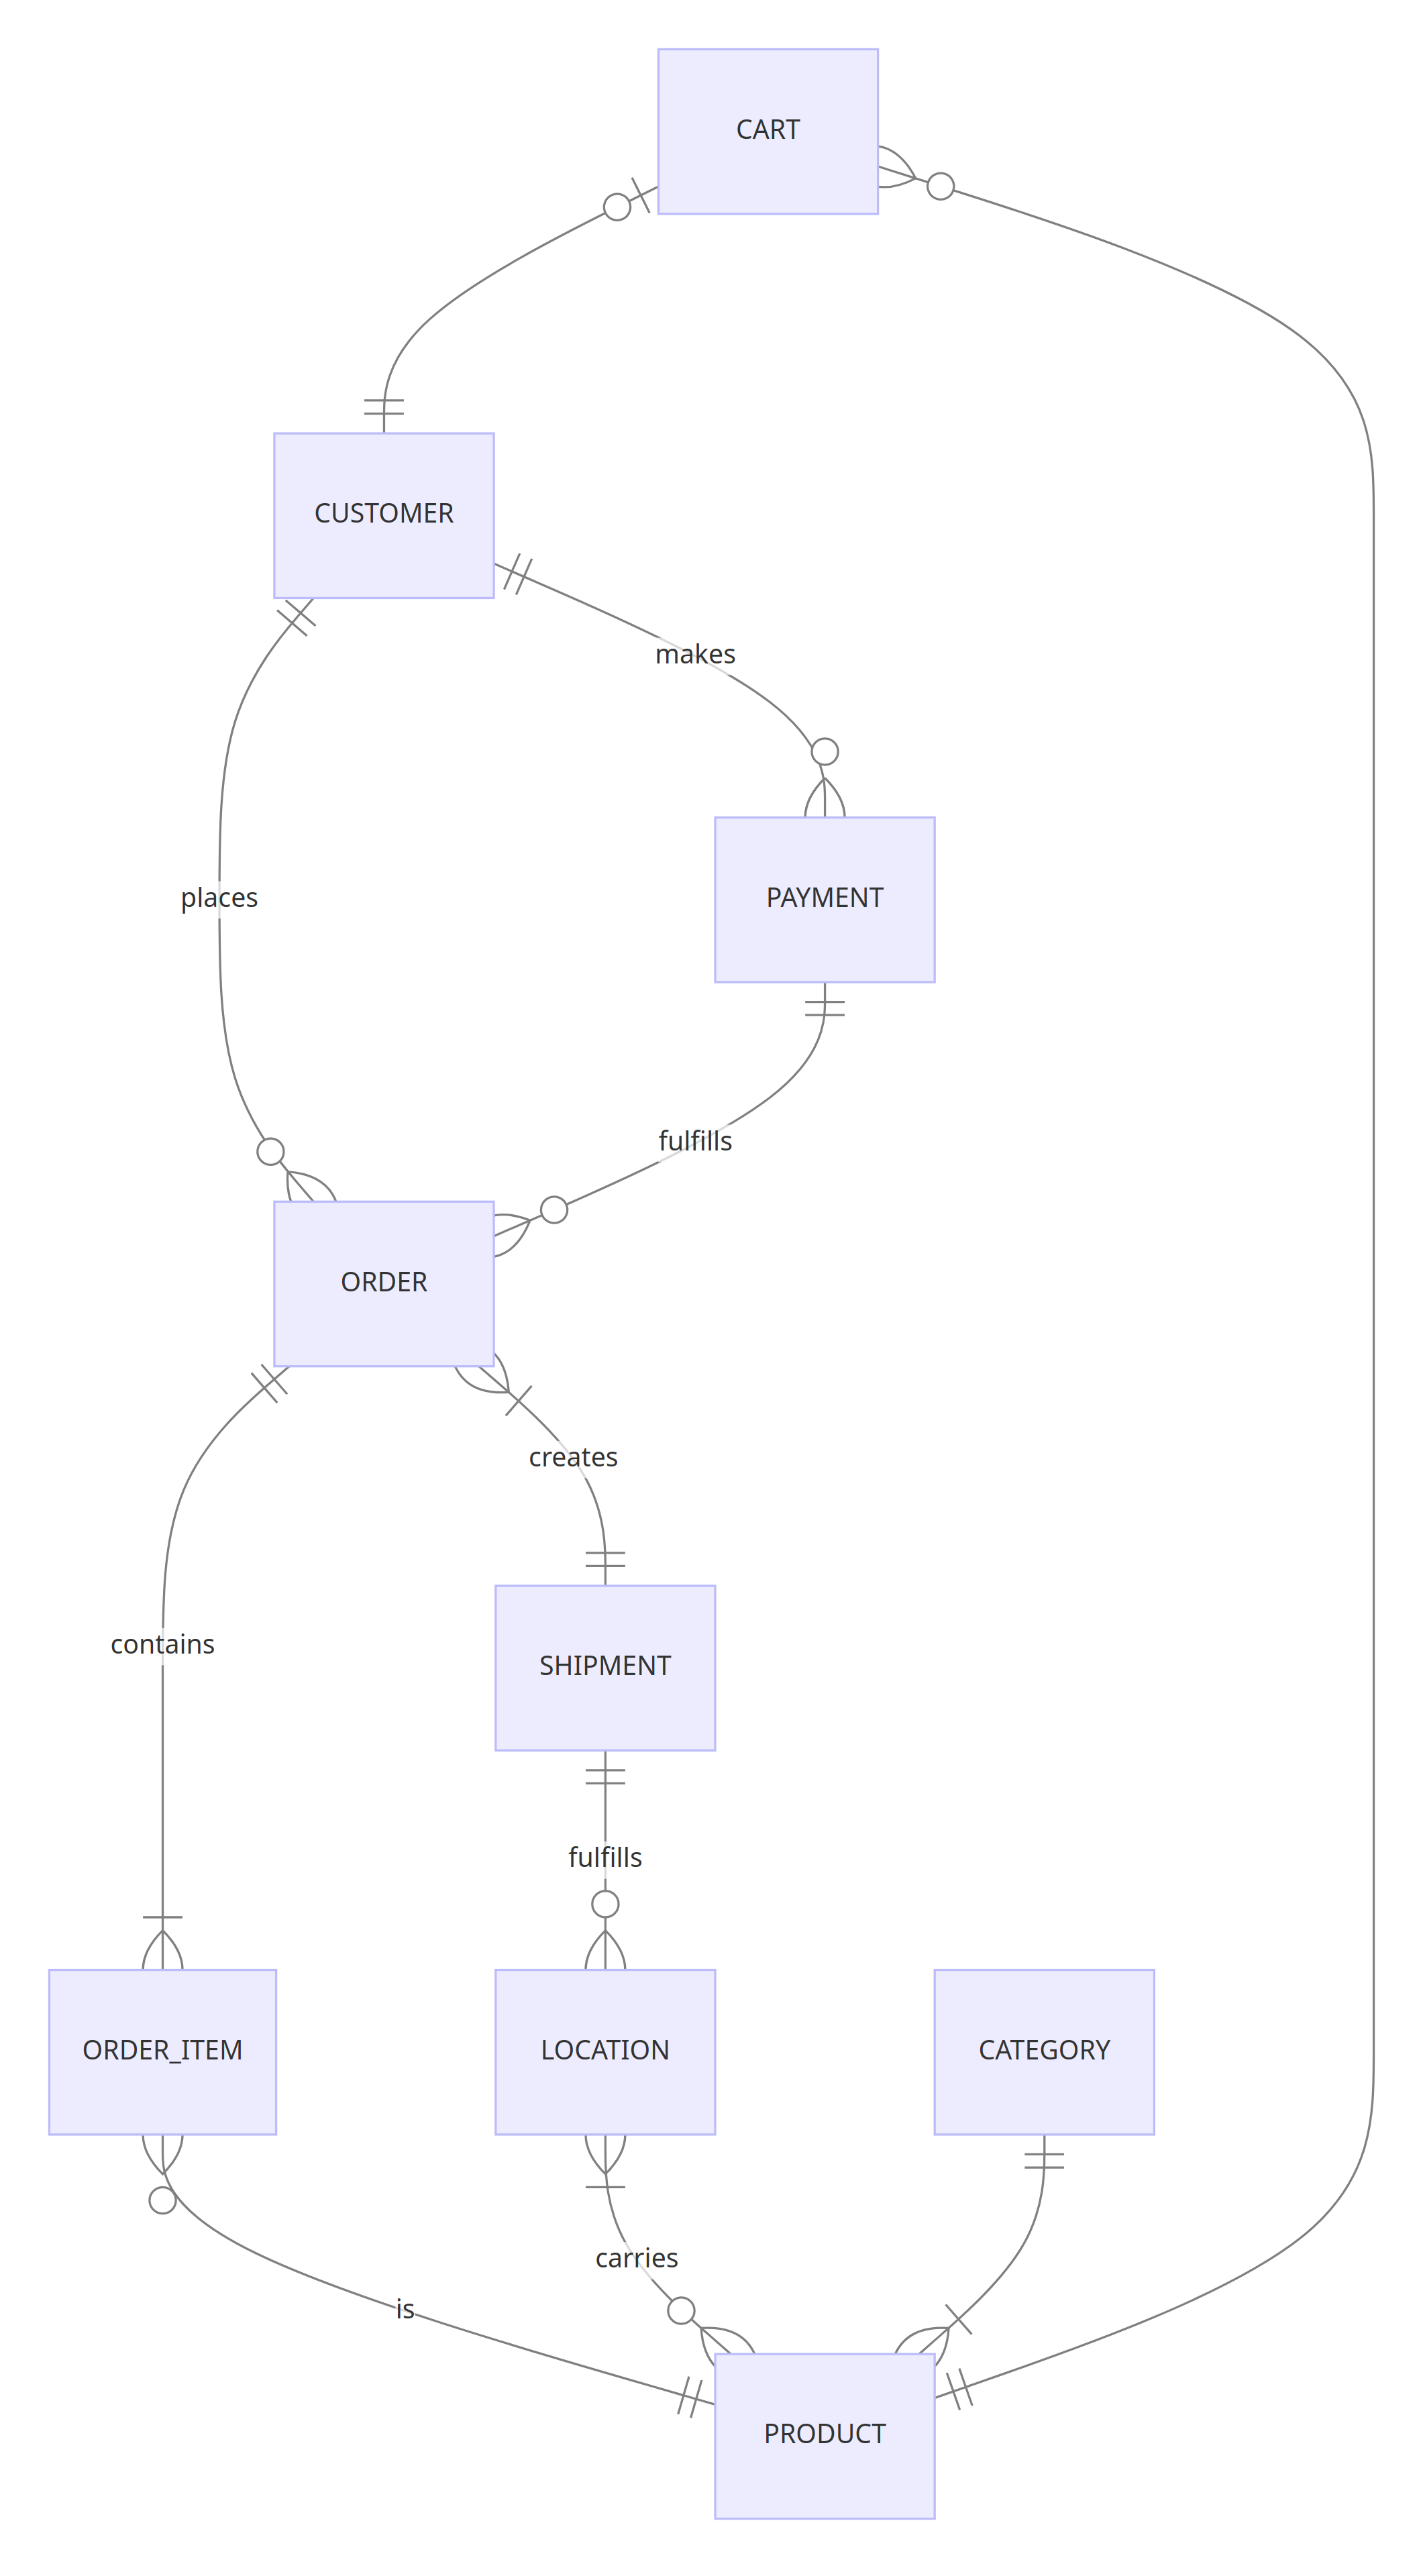 CART
CUSTOMER
makes
places
PAYMENT
fulfills
ORDER
creates
contains
SHIPMENT
fulfills
ORDER_ITEM
LOCATION
CATEGORY
carries
is
PRODUCT